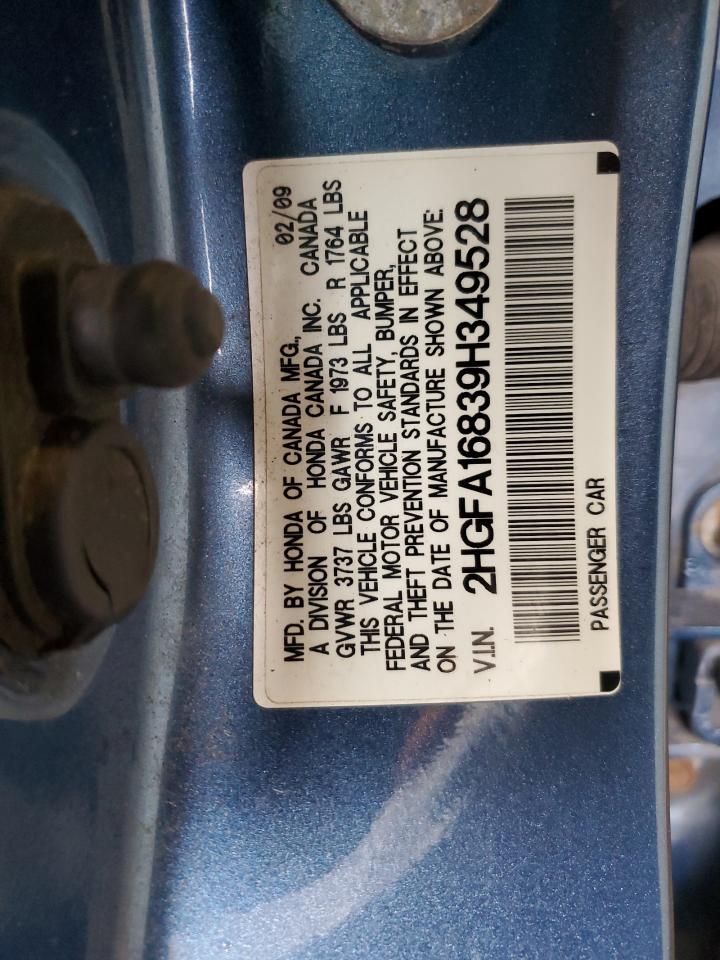 MFD. BY HONDA OF CANADA MFG., 02/09
A DIVISION OF HONDA CANADA INC. CANADA
GVWR 3737 LBS GAWR F 1973 LBS R 1764 LBS
THIS VEHICLE CONFORMS TO ALL APPLICABLE
FEDERAL MOTOR VEHICLE SAFETY, BUMPER,
AND THEFT PREVENTION STANDARDS IN EFFECT
ON THE DATE OF MANUFACTURE SHOWN ABOVE:
V.I.N. 2HGFA16839H349528
PASSENGER CAR